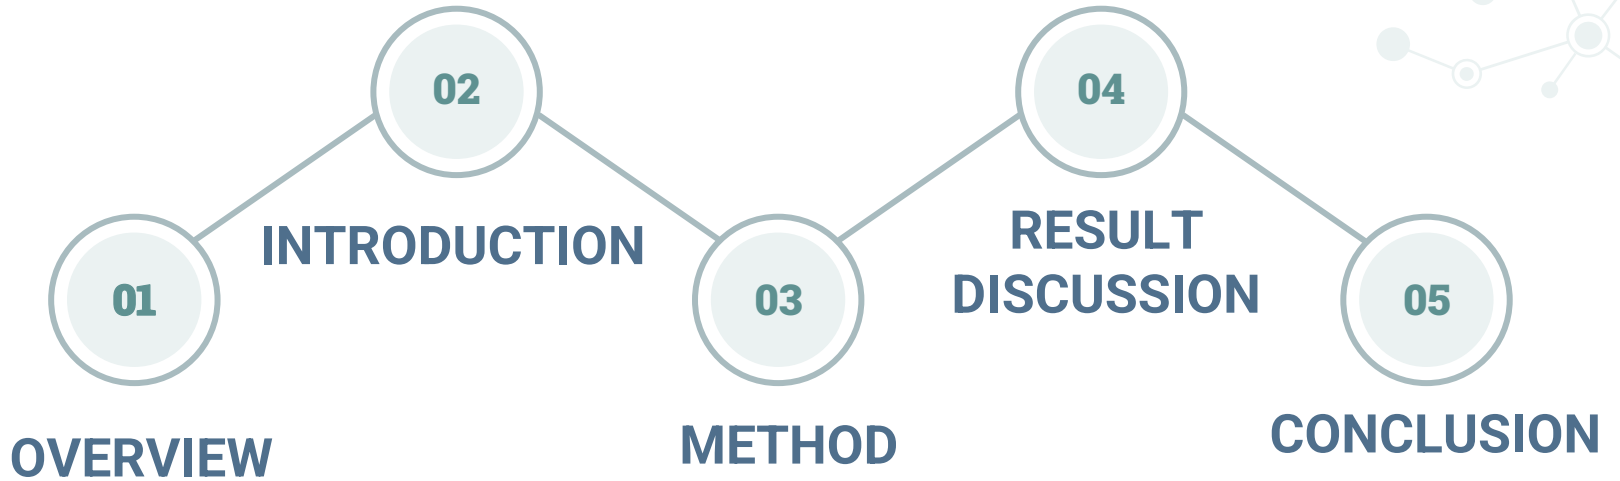 01
OVERVIEW
02
INTRODUCTION
03
METHOD
04
RESULT
DISCUSSION
05
CONCLUSION